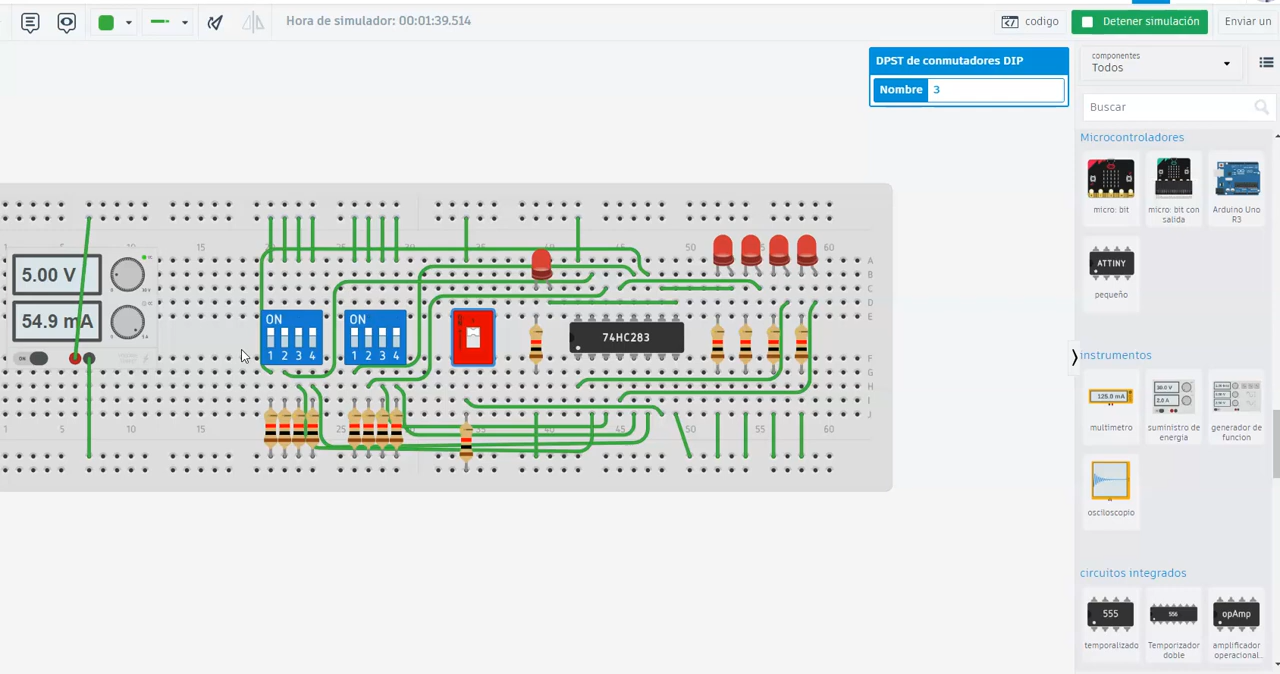 Hora de simulador: 00:01:39.514
codigo
Detener simulación
Enviar un
DPST de conmutadores DIP
Nombre 3
componentes
Todos
Buscar
Microcontroladores
micro: bit
micro: bit con salida
Arduino Uno R3
ATTINY
pequeño
instrumentos
multimetro
suministro de energia
generador de funcion
osciloscopio
circuitos integrados
555
temporalizado
556
Temporizador doble
opAmp
amplificador operacional...
1 5 10 15 25 35 45 50 55 60
A
B
C
D
E
F
G
H
I
J
5.00 V
54.9 mA
ON
1 2 3 4
ON
1 2 3 4
74HC283
1 5 10 15 25 30 35 40 45 50 55 60